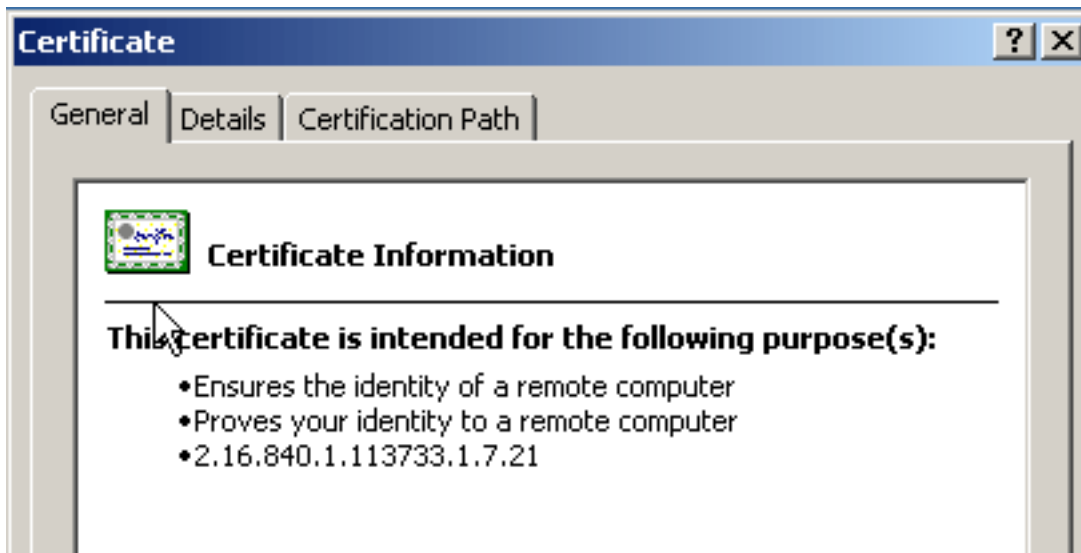 Certificate
General Details Certification Path
Certificate Information
This certificate is intended for the following purpose(s):
•Ensures the identity of a remote computer
•Proves your identity to a remote computer
•2.16.840.1.113733.1.7.21